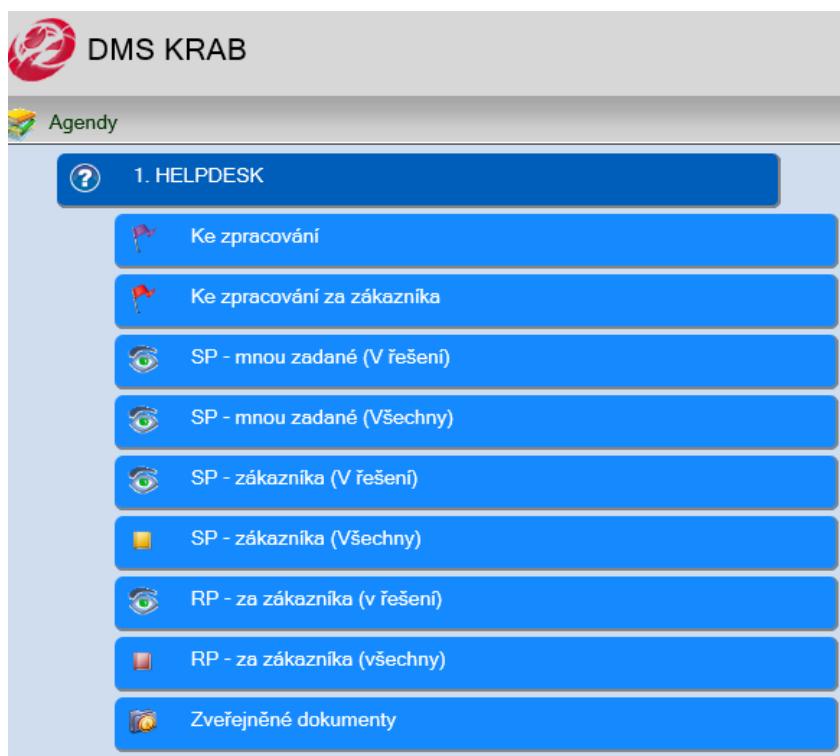 DMS KRAB
Agendy
1. HELPDESK
Ke zpracování
Ke zpracování za zákazníka
SP - mnou zadané (V řešení)
SP - mnou zadané (Všechny)
SP - zákazníka (V řešení)
SP - zákazníka (Všechny)
RP - za zákazníka (v řešení)
RP - za zákazníka (všechny)
Zveřejněné dokumenty